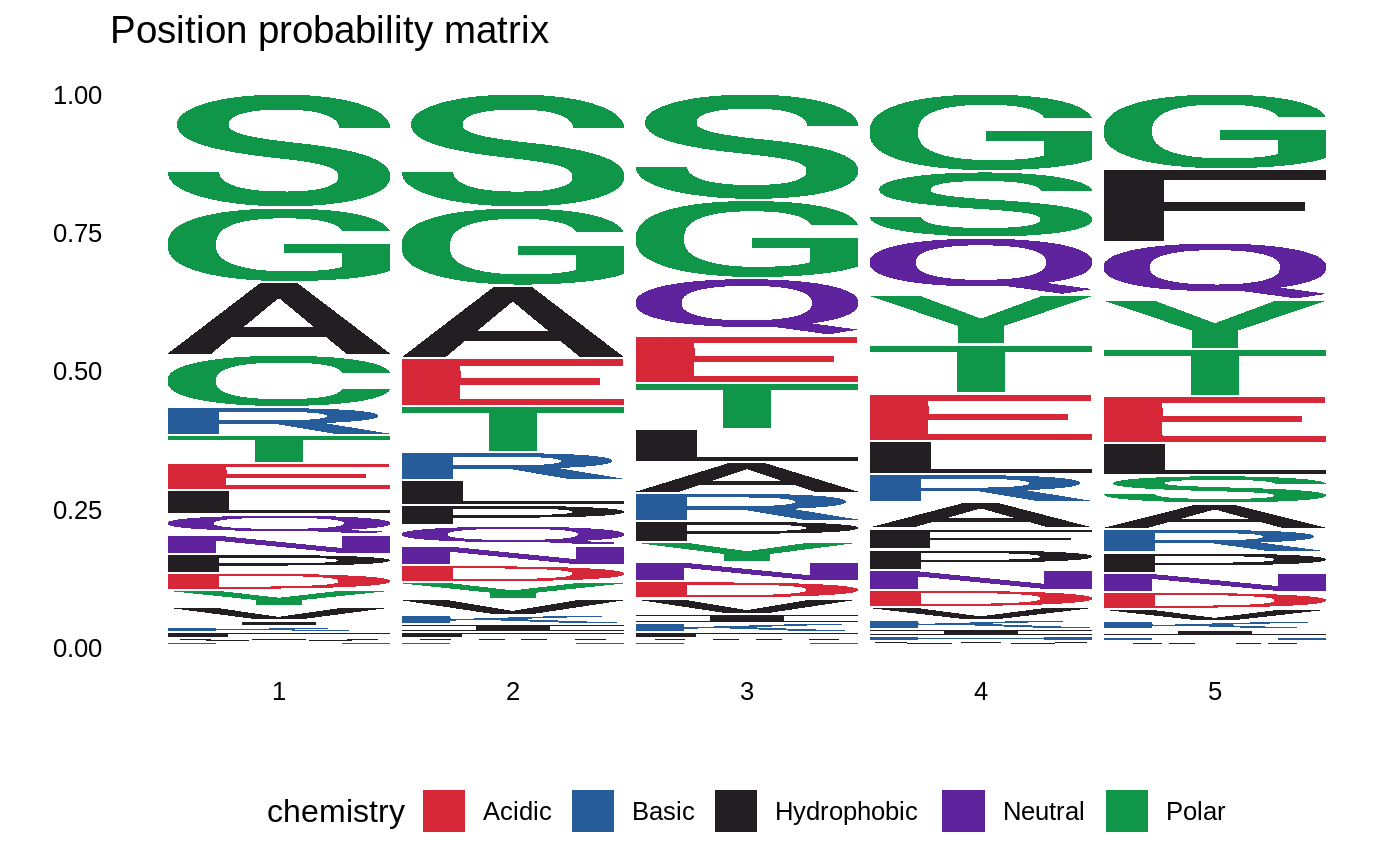 Position probability matrix
1.00
0.75
0.50
0.25
0.00
S S S G G
G G G S F
A A Q Q Q
C E E Y Y
R T T T T
T R L E E
E L A L L
L P R R S
Q Q P A A
N N Y F R
P D N P P
D Y D N N
Y V V D D
V
1 2 3 4 5
chemistry Acidic Basic Hydrophobic Neutral Polar